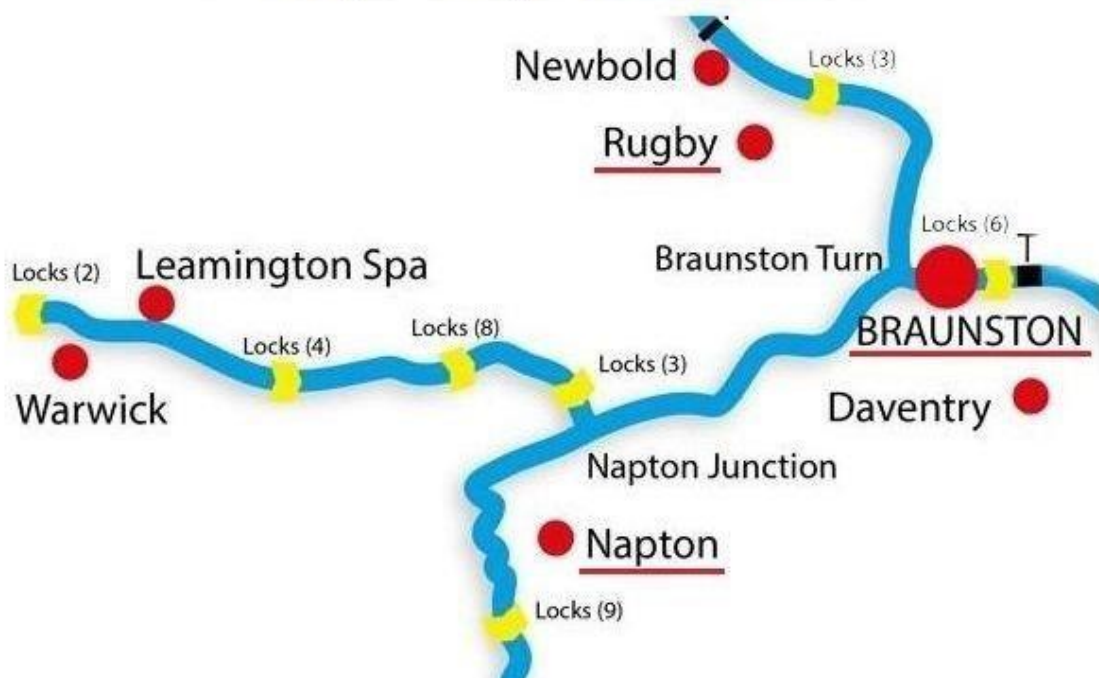 Newbold
Locks (3)
Rugby
Locks (6)
T
Braunston Turn
BRAUNSTON
Locks (2)
Leamington Spa
Locks (8)
Locks (4)
Locks (3)
Warwick
Daventry
Napton Junction
Napton
Locks (9)